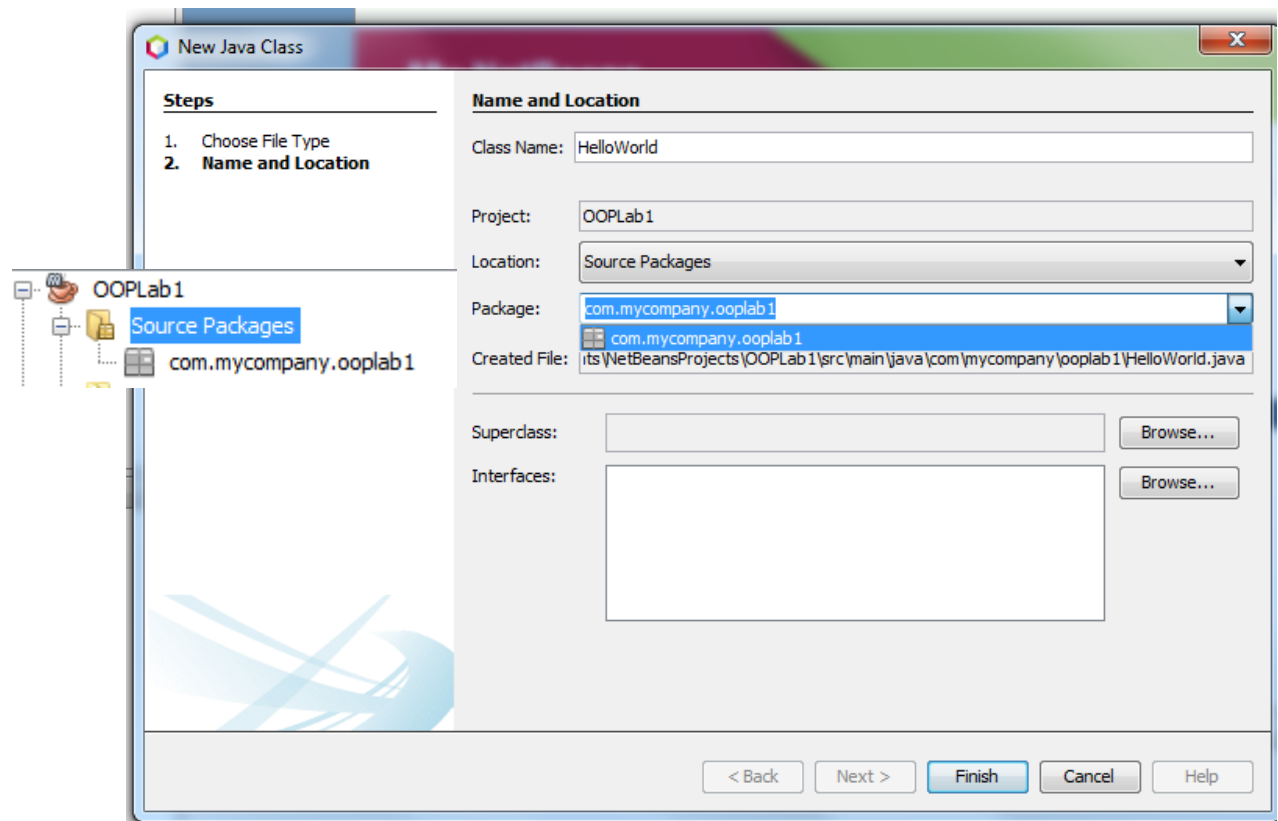 New Java Class
Steps
1. Choose File Type
2. Name and Location
Name and Location
Class Name: HelloWorld
Project: OOPLab1
Location: Source Packages
Package: com.mycompany.ooplab1
com.mycompany.ooplab1
Created File: its\NetBeansProjects\OOPLab1\src\main\java\com\mycompany\ooplab1\HelloWorld.java
Superclass: Browse...
Interfaces: Browse...
OOPLab1
Source Packages
com.mycompany.ooplab1
< Back Next > Finish Cancel Help